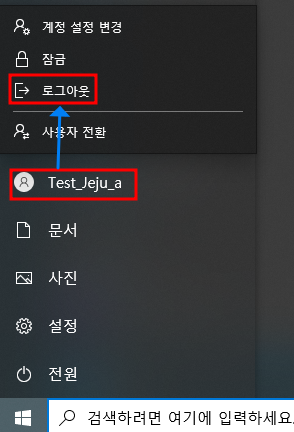 계정 설정 변경
잠금
로그아웃
사용자 전환
Test_Jeju_a
문서
사진
설정
전원
검색하려면 여기에 입력하세요.